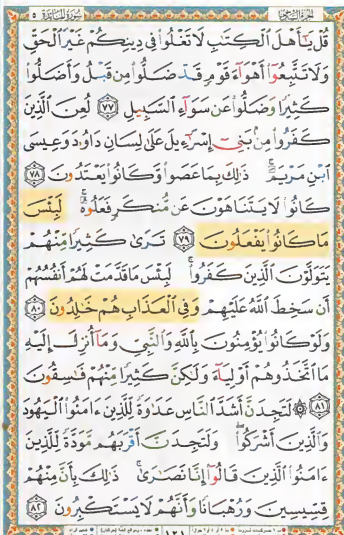 سُورَةُ المَائِدَةِ ٥
قُلْ يَٰٓأَهْلَ ٱلْكِتَٰبِ لَا تَغْلُوا۟ فِى دِينِكُمْ غَيْرَ ٱلْحَقِّ
وَلَا تَتَّبِعُوٓا۟ أَهْوَآءَ قَوْمٍ قَدْ ضَلُّوا۟ مِن قَبْلُ وَأَضَلُّوا۟
كَثِيرًا وَضَلُّوا۟ عَن سَوَآءِ ٱلسَّبِيلِ ٧٧ لُعِنَ ٱلَّذِينَ
كَفَرُوا۟ مِنۢ بَنِىٓ إِسْرَٰٓءِيلَ عَلَىٰ لِسَانِ دَاوُۥدَ وَعِيسَى
ٱبْنِ مَرْيَمَ ۚ ذَٰلِكَ بِمَا عَصَوا۟ وَّكَانُوا۟ يَعْتَدُونَ ٧٨
كَانُوا۟ لَا يَتَنَاهَوْنَ عَن مُّنكَرٍ فَعَلُوهُ ۚ لَبِئْسَ
مَا كَانُوا۟ يَفْعَلُونَ ٧٩ تَرَىٰ كَثِيرًا مِّنْهُمْ
يَتَوَلَّوْنَ ٱلَّذِينَ كَفَرُوا۟ ۚ لَبِئْسَ مَا قَدَّمَتْ لَهُمْ أَنفُسُهُمْ
أَن سَخِطَ ٱللَّهُ عَلَيْهِمْ وَفِى ٱلْعَذَابِ هُمْ خَٰلِدُونَ ٨٠
وَلَوْ كَانُوا۟ يُؤْمِنُونَ بِٱللَّهِ وَٱلنَّبِىِّ وَمَآ أُنزِلَ إِلَيْهِ
مَا ٱتَّخَذُوهُمْ أَوْلِيَآءَ وَلَٰكِنَّ كَثِيرًا مِّنْهُمْ فَٰسِقُونَ
٨١ ۞ لَتَجِدَنَّ أَشَدَّ ٱلنَّاسِ عَدَٰوَةً لِّلَّذِينَ ءَامَنُوا۟ ٱلْيَهُودَ
وَٱلَّذِينَ أَشْرَكُوا۟ ۖ وَلَتَجِدَنَّ أَقْرَبَهُم مَّوَدَّةً لِّلَّذِينَ
ءَامَنُوا۟ ٱلَّذِينَ قَالُوٓا۟ إِنَّا نَصَٰرَىٰ ۚ ذَٰلِكَ بِأَنَّ مِنْهُمْ
قِسِّيسِينَ وَرُهْبَانًا وَأَنَّهُمْ لَا يَسْتَكْبِرُونَ ٨٢
١٢١